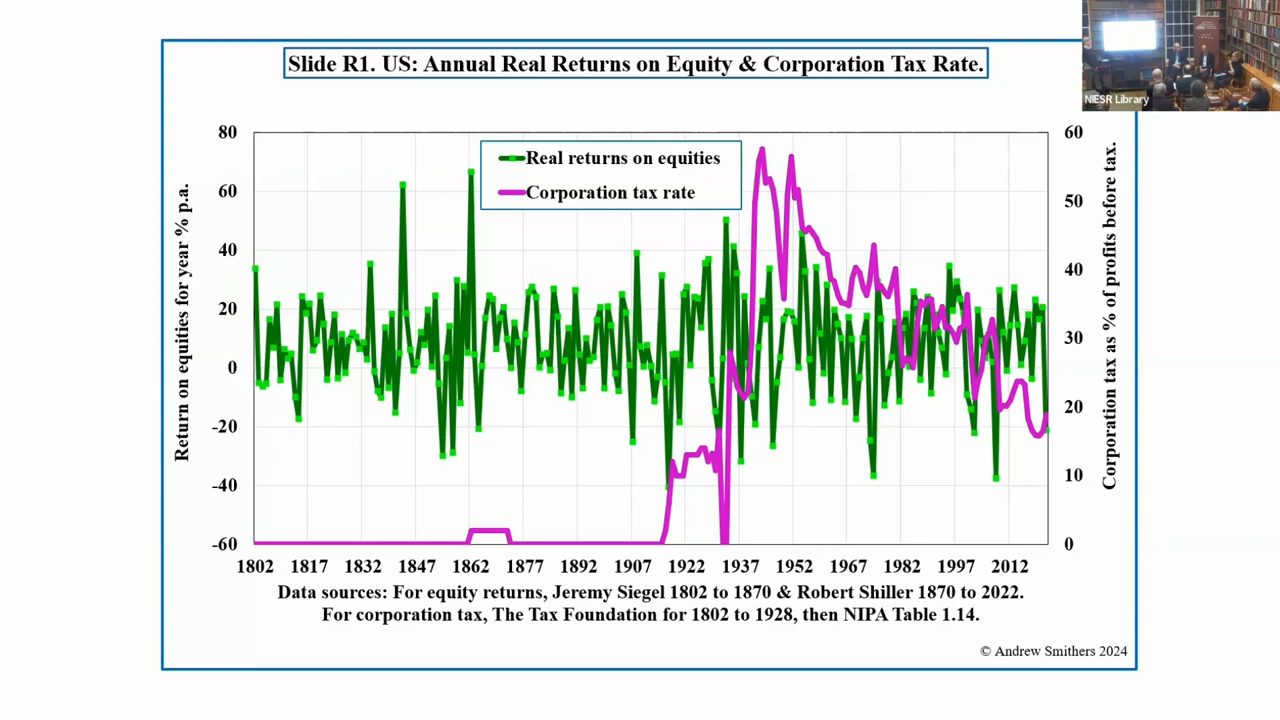 Slide R1. US: Annual Real Returns on Equity & Corporation Tax Rate.
NIESR Library
Real returns on equities
Corporation tax rate
Return on equities for year % p.a.
80
60
40
20
0
-20
-40
-60
Corporation tax as % of profits before tax.
60
50
40
30
20
10
0
1802 1817 1832 1847 1862 1877 1892 1907 1922 1937 1952 1967 1982 1997 2012
Data sources: For equity returns, Jeremy Siegel 1802 to 1870 & Robert Shiller 1870 to 2022.
For corporation tax, The Tax Foundation for 1802 to 1928, then NIPA Table 1.14.
© Andrew Smithers 2024